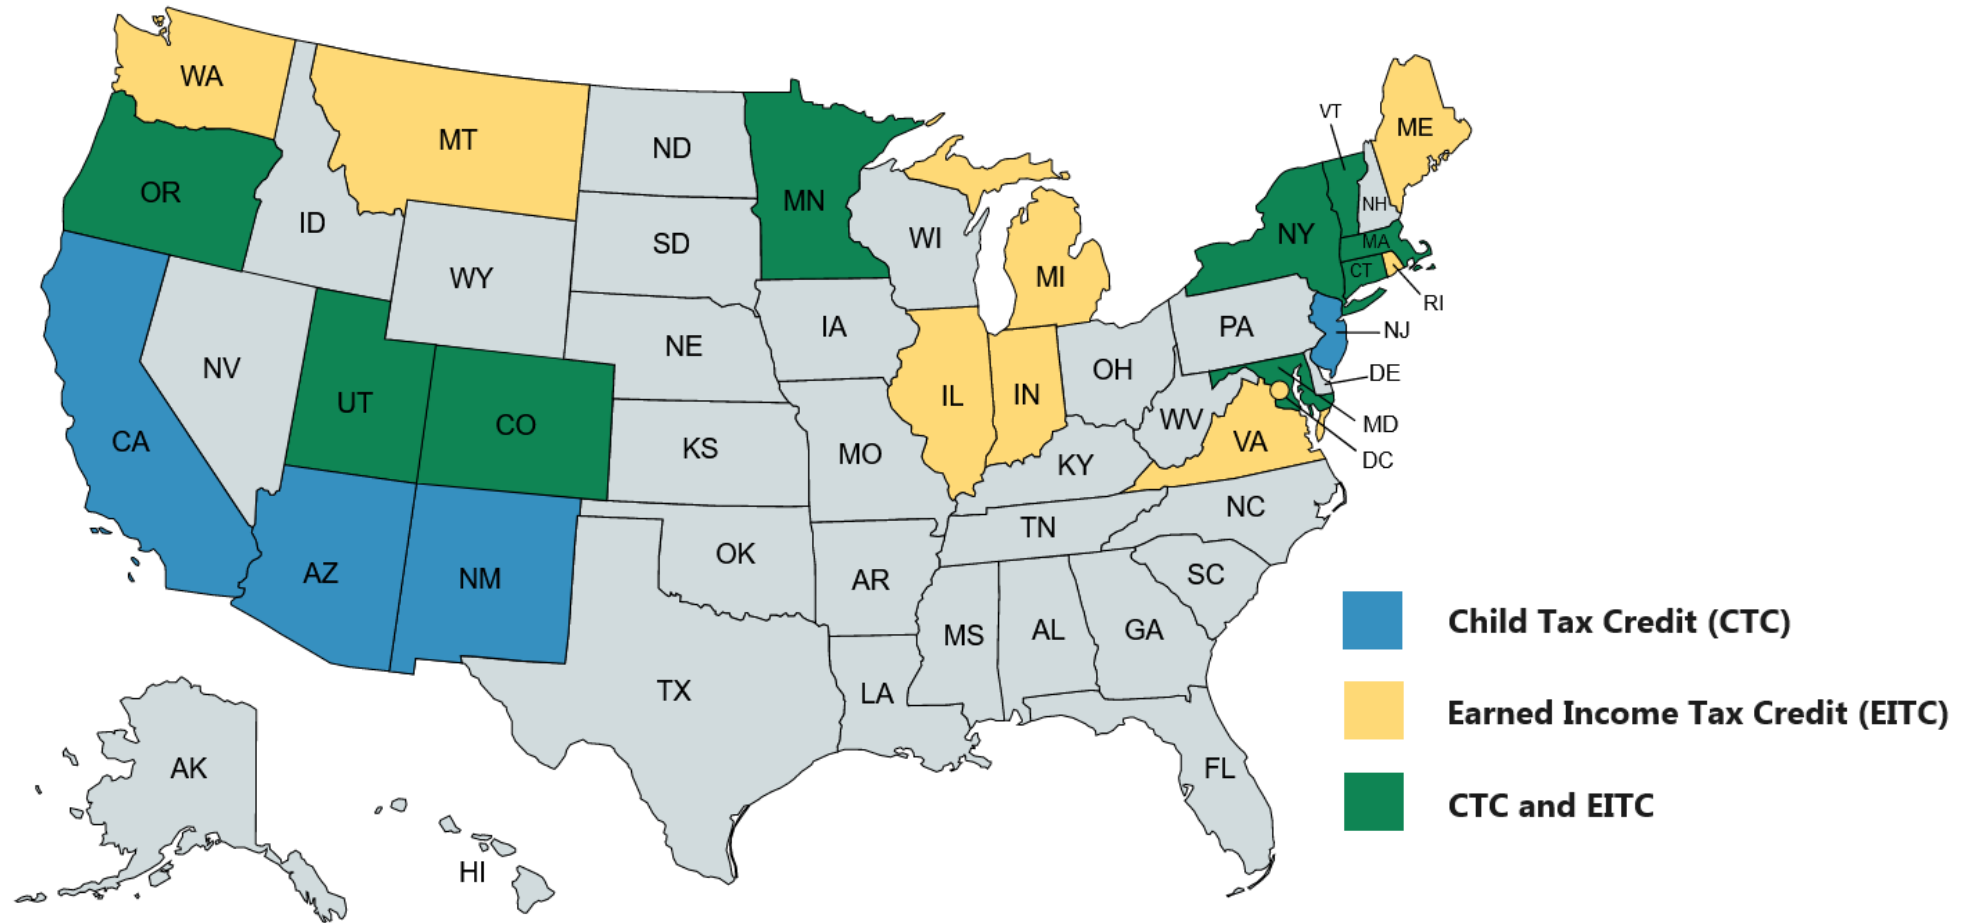 WA
MT
ND
MN
OR
ID
SD
WI
WY
MI
IA
NE
NV
UT
CO
CA
IL
IN
OH
PA
NY
VT
ME
NH
MA
CT
RI
NJ
DE
MD
DC
WV
VA
KS
MO
KY
NC
TN
OK
AR
SC
AZ
NM
MS
AL
GA
TX
LA
FL
AK
HI
Child Tax Credit (CTC)
Earned Income Tax Credit (EITC)
CTC and EITC